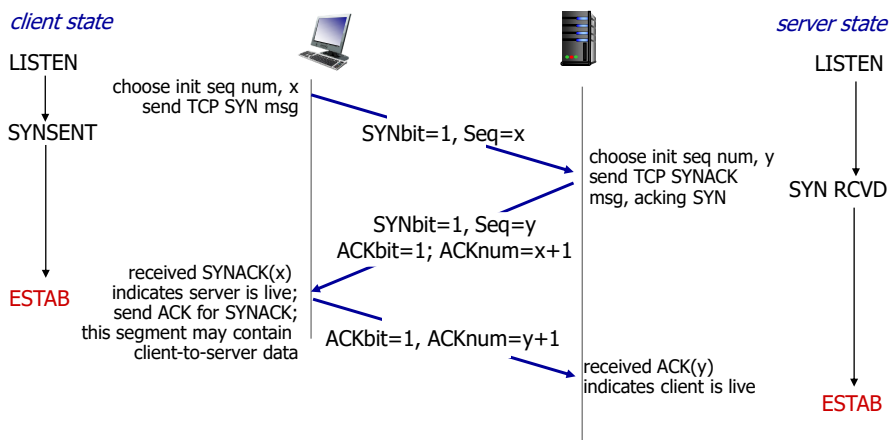 client state
server state
LISTEN
LISTEN
choose init seq num, x
send TCP SYN msg
SYNSENT
SYNbit=1, Seq=x
choose init seq num, y
send TCP SYNACK
msg, acking SYN
SYN RCVD
SYNbit=1, Seq=y
ACKbit=1; ACKnum=x+1
received SYNACK(x)
indicates server is live;
send ACK for SYNACK;
this segment may contain
client-to-server data
ESTAB
ACKbit=1, ACKnum=y+1
received ACK(y)
indicates client is live
ESTAB